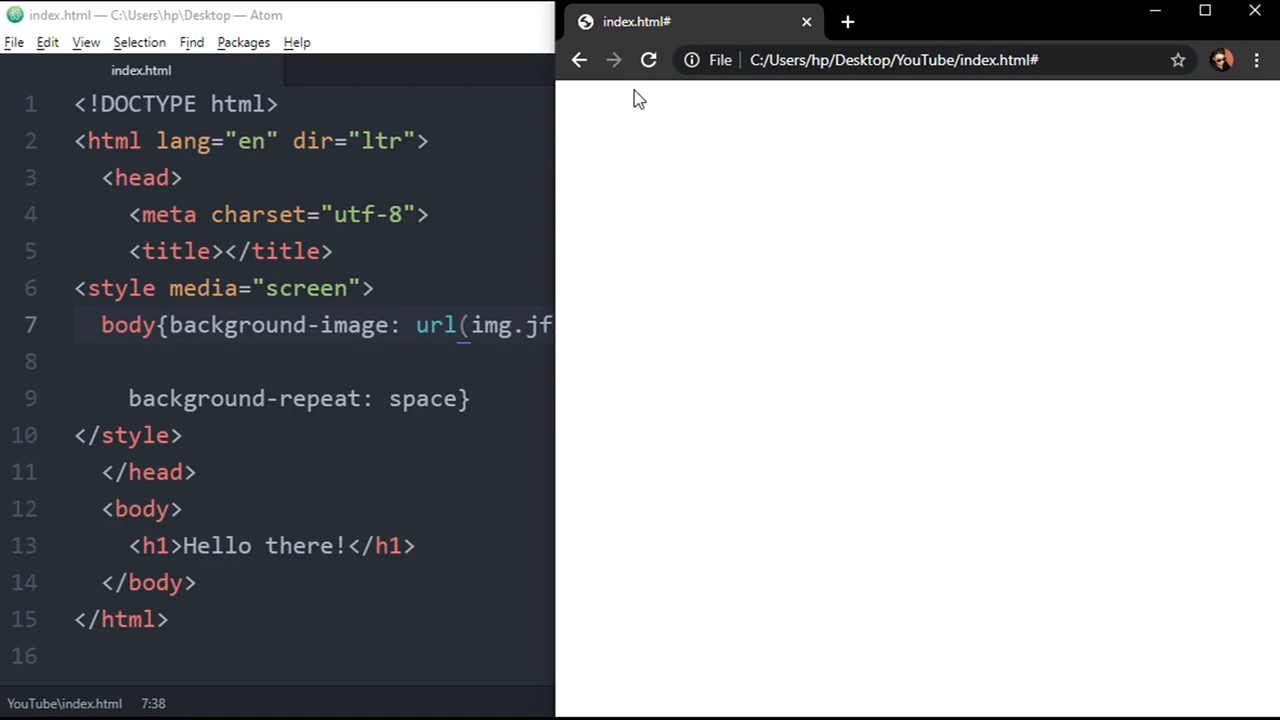 index.html — C:\Users\hp\Desktop — Atom
File Edit View Selection Find Packages Help
index.html
1 <!DOCTYPE html>
2 <html lang="en" dir="ltr">
3 <head>
4 <meta charset="utf-8">
5 <title></title>
6 <style media="screen">
7 body{background-image: url(img.jf
8
9 background-repeat: space}
10 </style>
11 </head>
12 <body>
13 <h1>Hello there!</h1>
14 </body>
15 </html>
16
YouTube\index.html 7:38
index.html#
File C:/Users/hp/Desktop/YouTube/index.html#